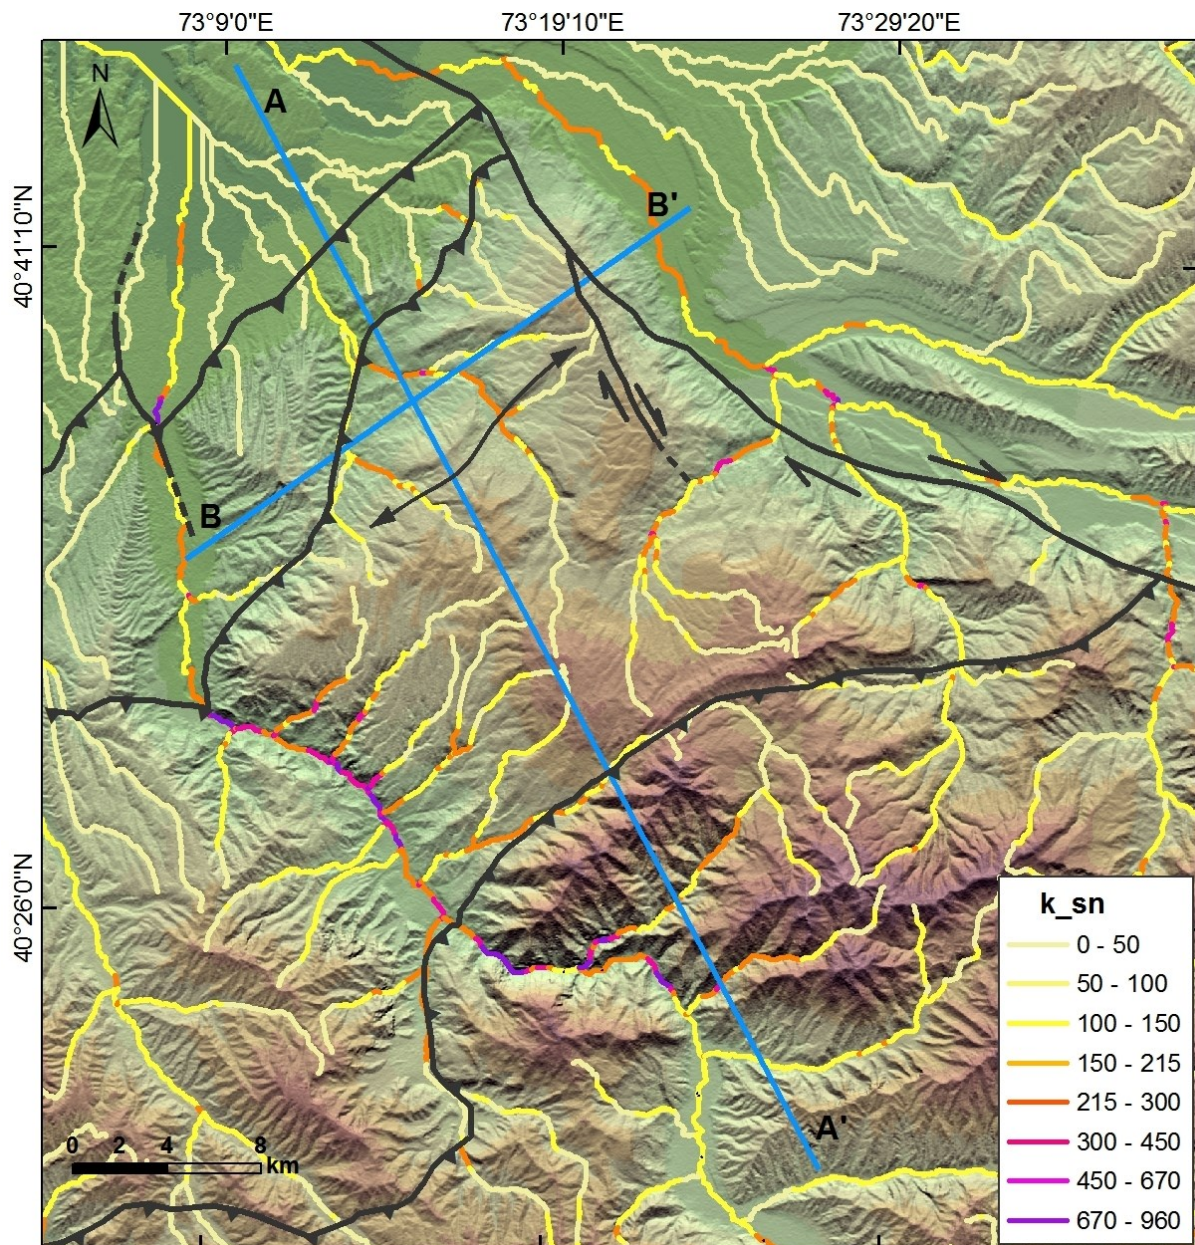 73°9'0"E
73°19'10"E
73°29'20"E
N
A
B'
40°41'10"N
B
40°26'0"N
k_sn
0 - 50
50 - 100
100 - 150
150 - 215
215 - 300
300 - 450
450 - 670
670 - 960
A'
0 2 4 8
km